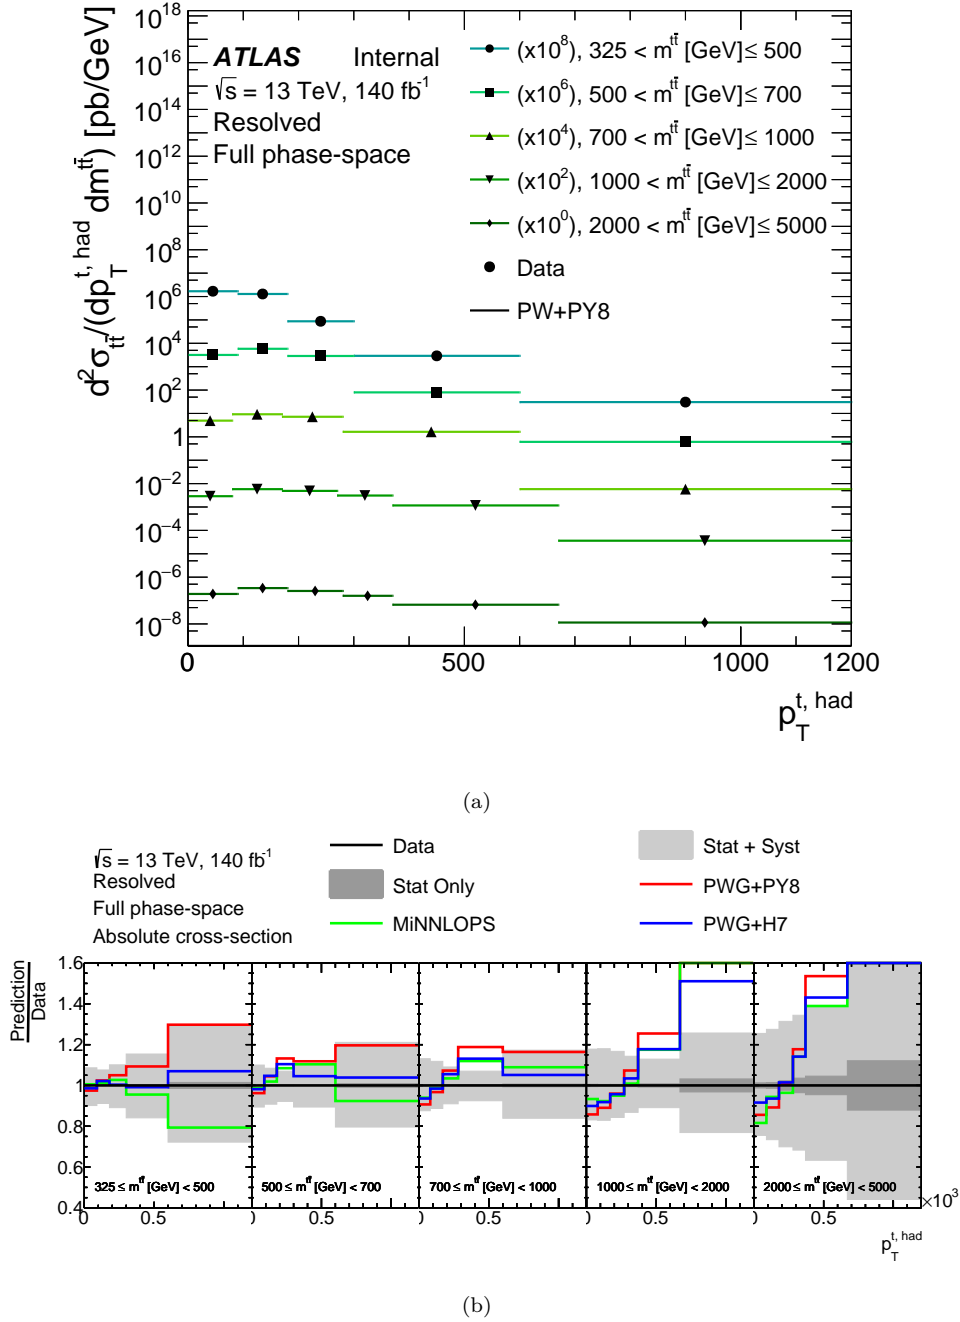 10^18
10^16
10^14
10^12
10^10
10^8
10^6
10^4
10^2
1
10^-2
10^-4
10^-6
10^-8
d²σ_tt̄/(dp_T^{t, had} dm^{tt̄}) [pb/GeV]
ATLAS Internal
√s = 13 TeV, 140 fb⁻¹
Resolved
Full phase-space
(x10^8), 325 < m^{tt̄} [GeV] ≤ 500
(x10^6), 500 < m^{tt̄} [GeV] ≤ 700
(x10^4), 700 < m^{tt̄} [GeV] ≤ 1000
(x10^2), 1000 < m^{tt̄} [GeV] ≤ 2000
(x10^0), 2000 < m^{tt̄} [GeV] ≤ 5000
Data
PW+PY8
0 500 1000 1200
p_T^{t, had}
(a)
√s = 13 TeV, 140 fb⁻¹
Resolved
Full phase-space
Absolute cross-section
Data
Stat Only
MiNNLOPS
Stat + Syst
PWG+PY8
PWG+H7
Prediction
Data
1.6
1.4
1.2
1
0.8
0.6
0.4
325 ≤ m^{tt̄} [GeV] < 500
500 ≤ m^{tt̄} [GeV] < 700
700 ≤ m^{tt̄} [GeV] < 1000
1000 ≤ m^{tt̄} [GeV] < 2000
2000 ≤ m^{tt̄} [GeV] < 5000
0 0.5 0 0.5 0 0.5 0 0.5 0 0.5
×10^3
p_T^{t, had}
(b)